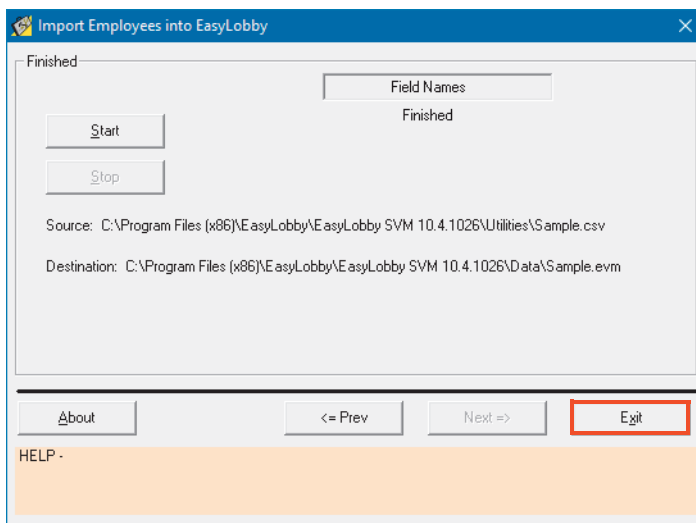 Import Employees into EasyLobby
Finished
Field Names
Finished
Start
Stop
Source: C:\Program Files (x86)\EasyLobby\EasyLobby SVM 10.4.1026\Utilities\Sample.csv
Destination: C:\Program Files (x86)\EasyLobby\EasyLobby SVM 10.4.1026\Data\Sample.evm
About
<= Prev
Next =>
Exit
HELP -